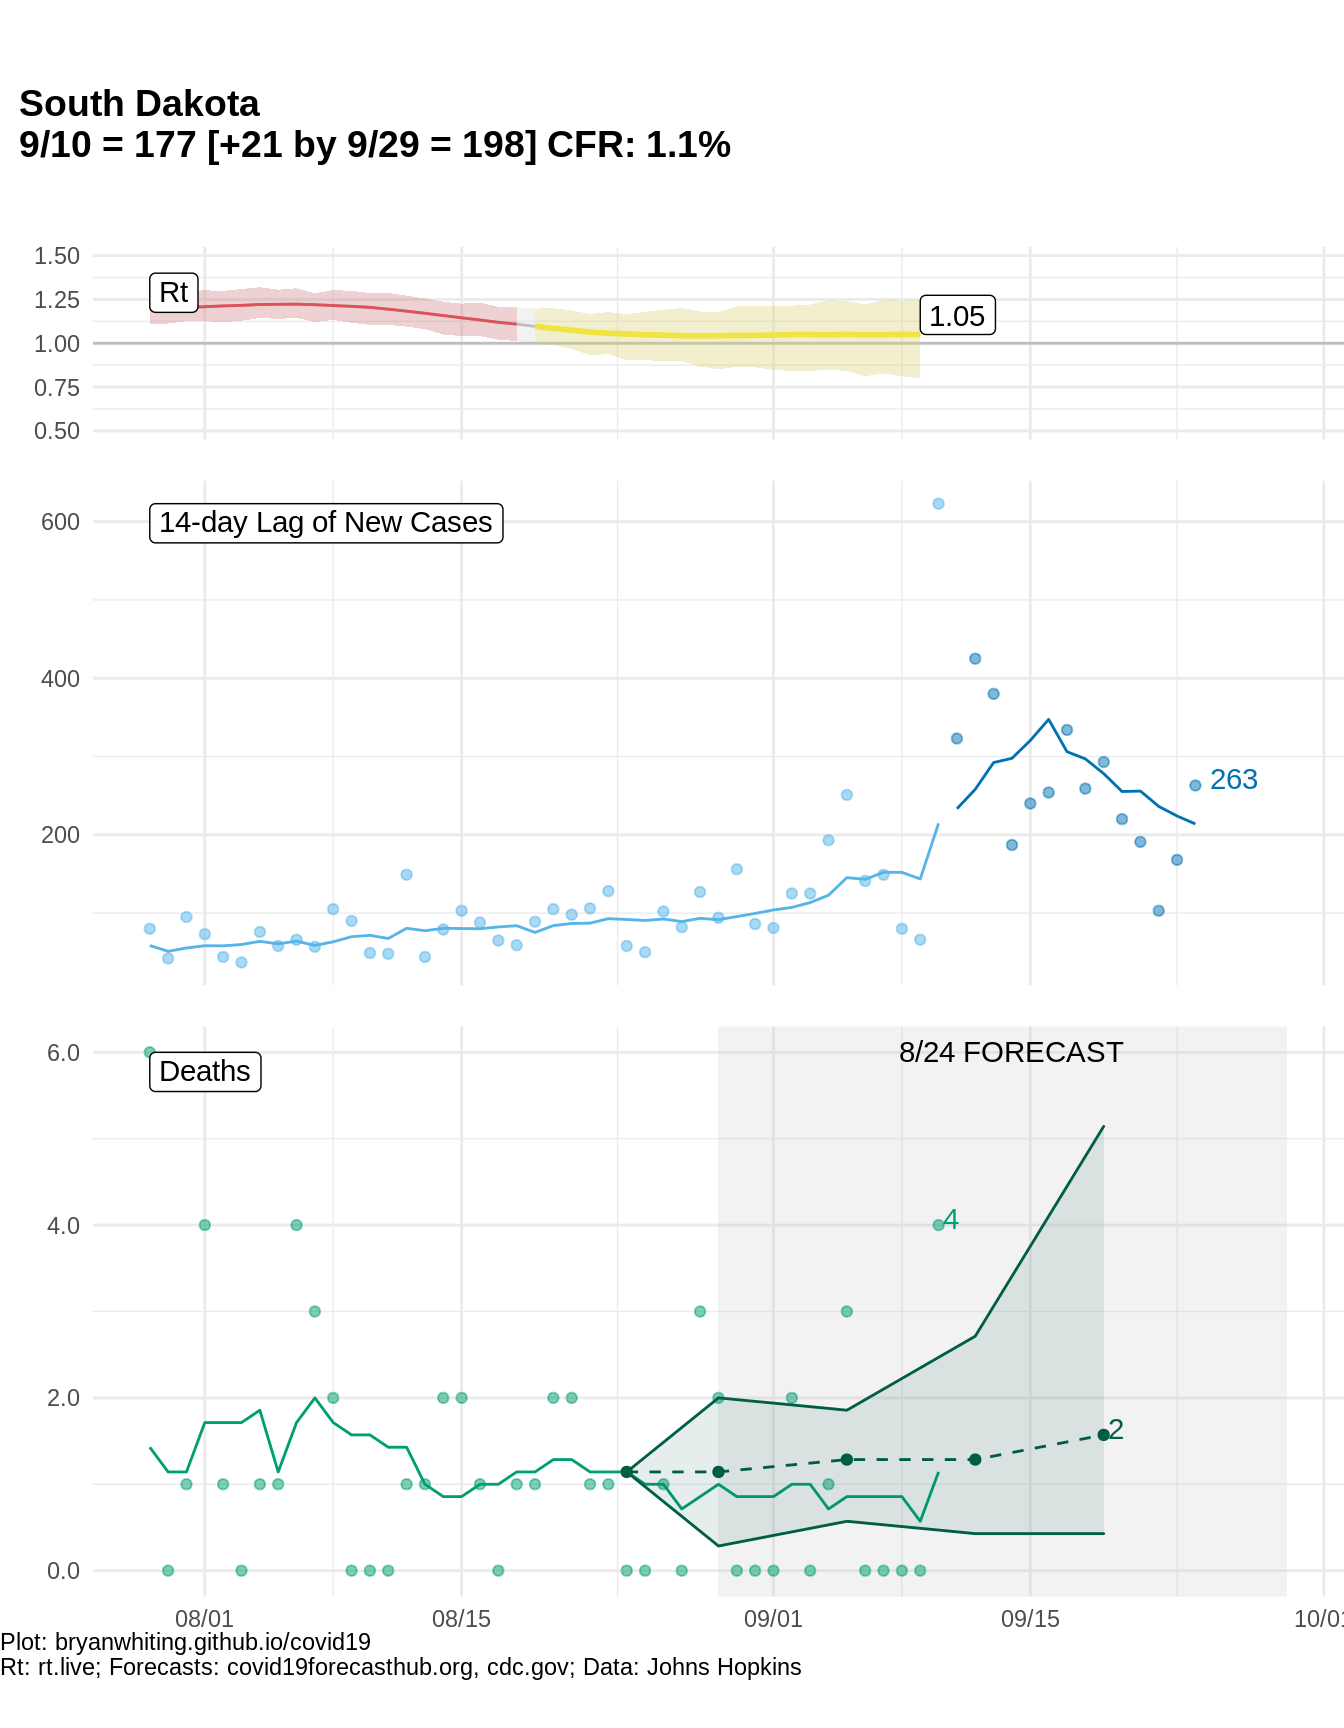 South Dakota
9/10 = 177 [+21 by 9/29 = 198] CFR: 1.1%
1.50
1.25
1.00
0.75
0.50
Rt
1.05
600
400
200
14-day Lag of New Cases
263
6.0
4.0
2.0
0.0
Deaths
8/24 FORECAST
4
2
08/01 08/15 09/01 09/15
Plot: bryanwhiting.github.io/covid19
Rt: rt.live; Forecasts: covid19forecasthub.org, cdc.gov; Data: Johns Hopkins